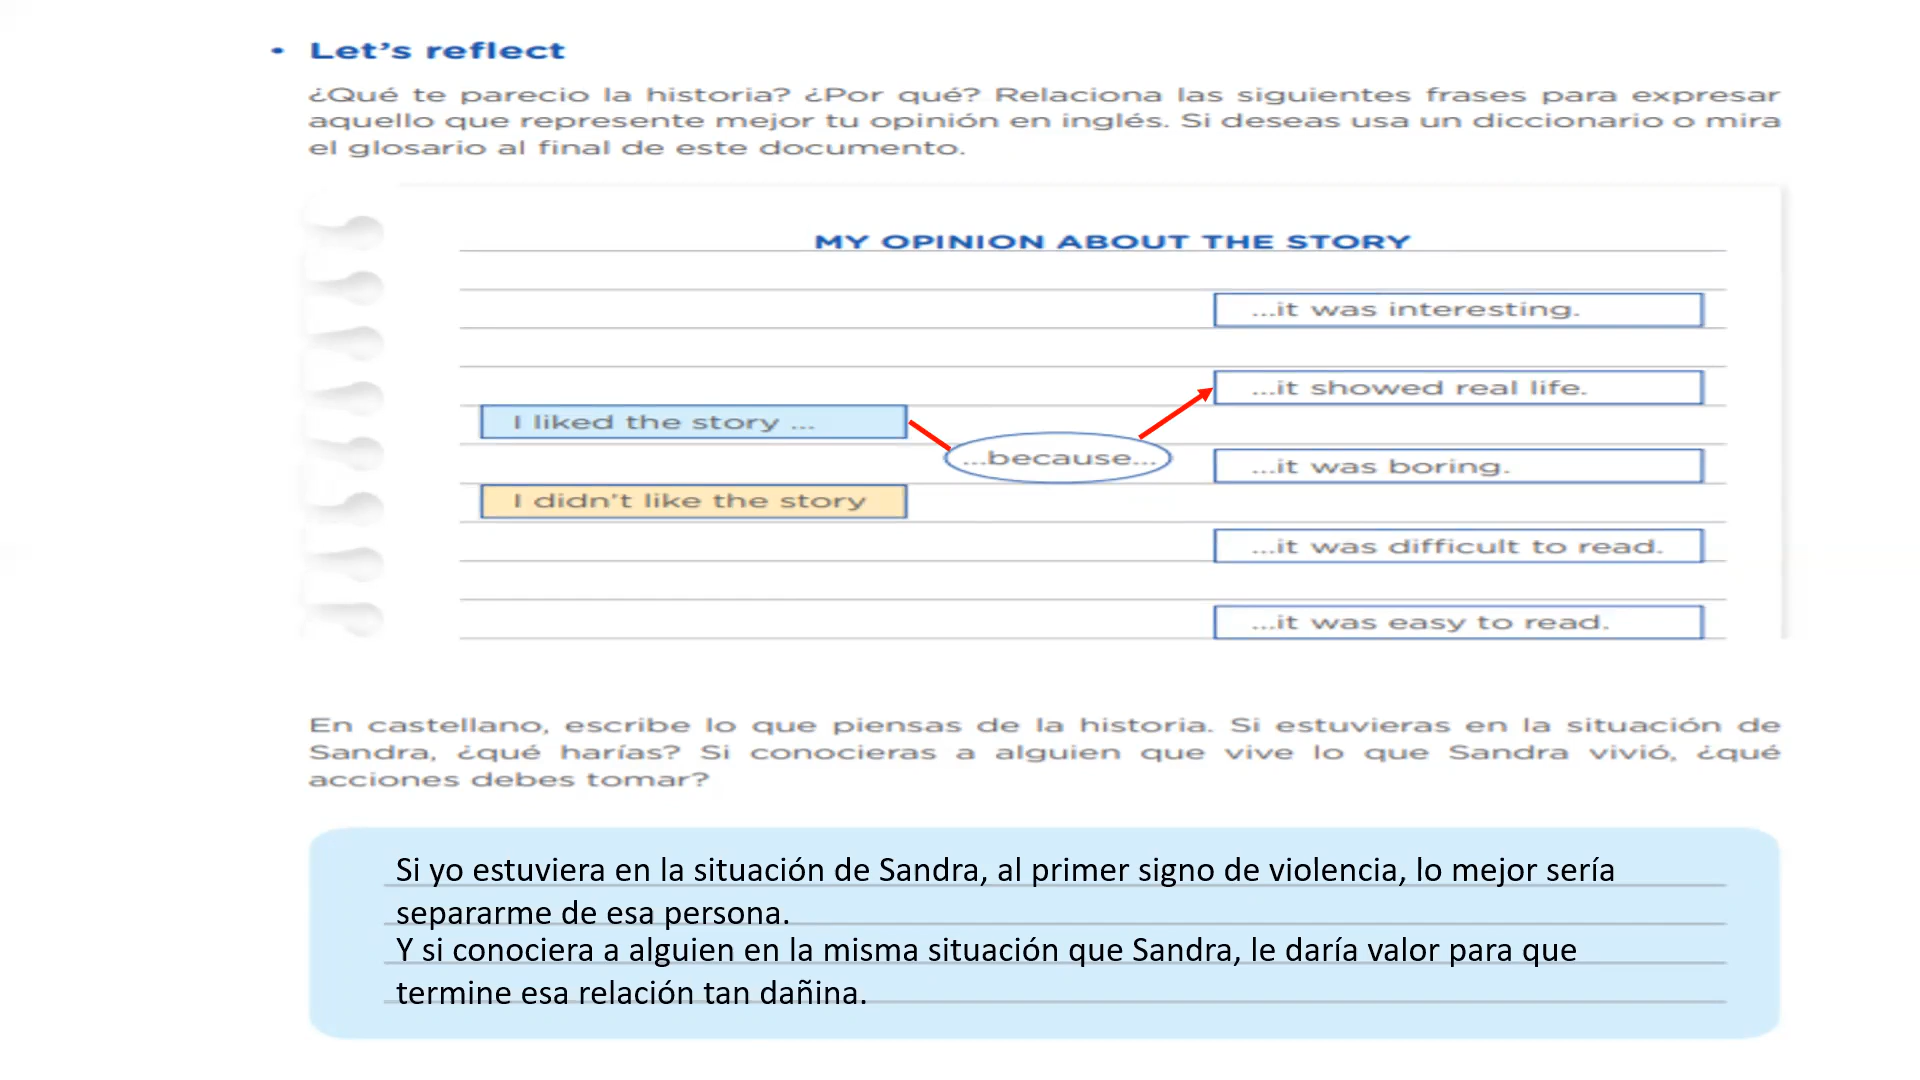 • Let's reflect
¿Qué te parecio la historia? ¿Por qué? Relaciona las siguientes frases para expresar
aquello que represente mejor tu opinión en inglés. Si deseas usa un diccionario o mira
el glosario al final de este documento.
MY OPINION ABOUT THE STORY
...it was interesting.
...it showed real life.
I liked the story ...
...because...
...it was boring.
I didn't like the story
...it was difficult to read.
...it was easy to read.
En castellano, escribe lo que piensas de la historia. Si estuvieras en la situación de
Sandra, ¿qué harías? Si conocieras a alguien que vive lo que Sandra vivió, ¿qué
acciones debes tomar?
Si yo estuviera en la situación de Sandra, al primer signo de violencia, lo mejor sería
separarme de esa persona.
Y si conociera a alguien en la misma situación que Sandra, le daría valor para que
termine esa relación tan dañina.